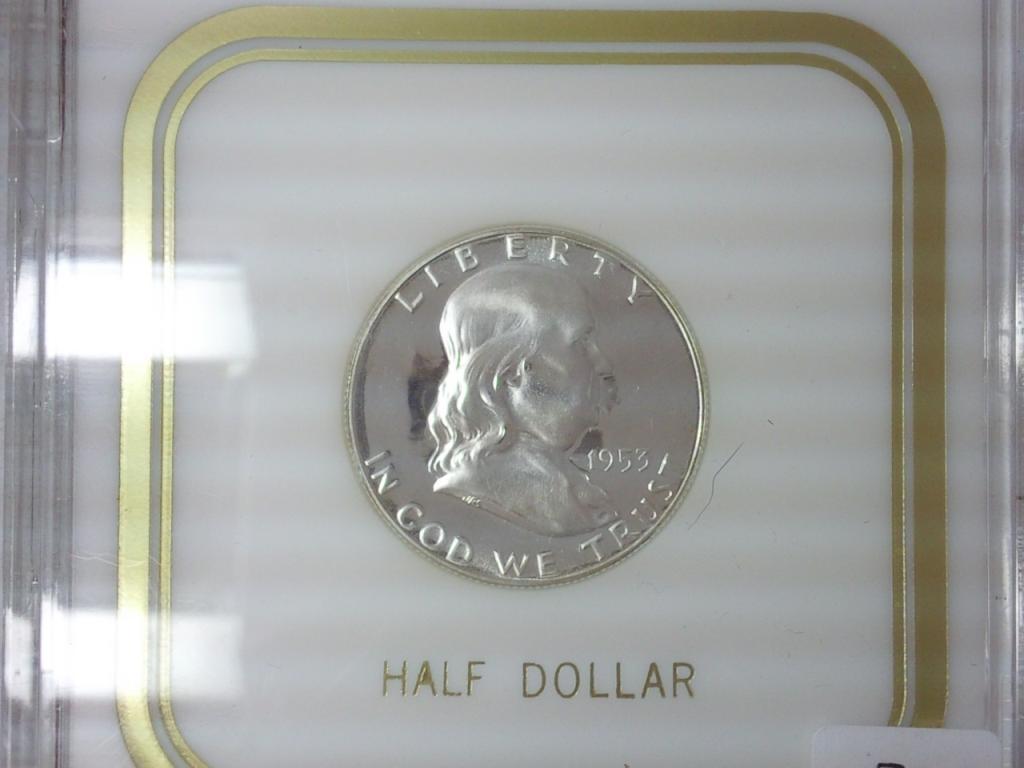 LIBERTY
1953
IN GOD WE TRUST
HALF DOLLAR